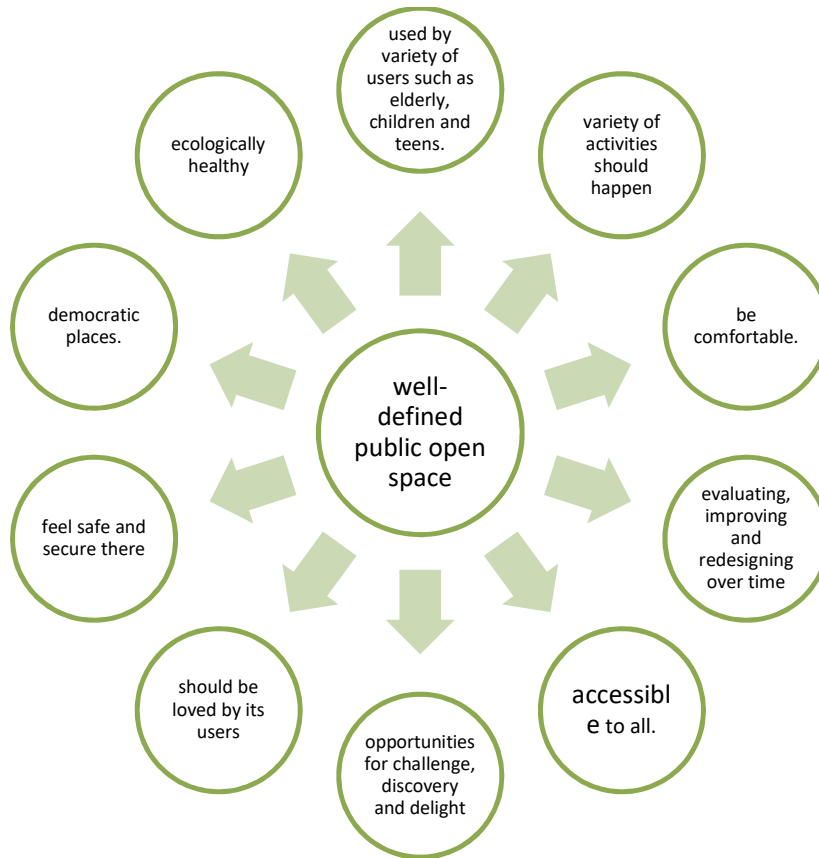 used by
variety of
users such as
elderly,
children and
teens.
variety of
activities
should
happen
be
comfortable.
evaluating,
improving
and
redesigning
over time
accessibl
e to all.
opportunities
for challenge,
discovery
and delight
should be
loved by its
users
feel safe and
secure there
democratic
places.
ecologically
healthy
well-
defined
public open
space